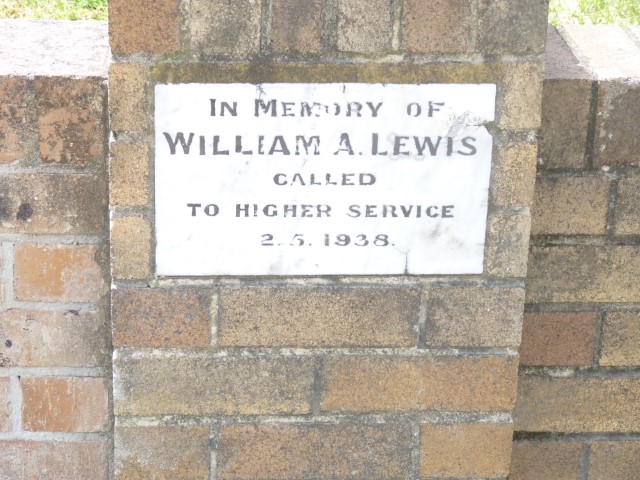 IN MEMORY OF
WILLIAM A. LEWIS
CALLED
TO HIGHER SERVICE
2.5.1938.